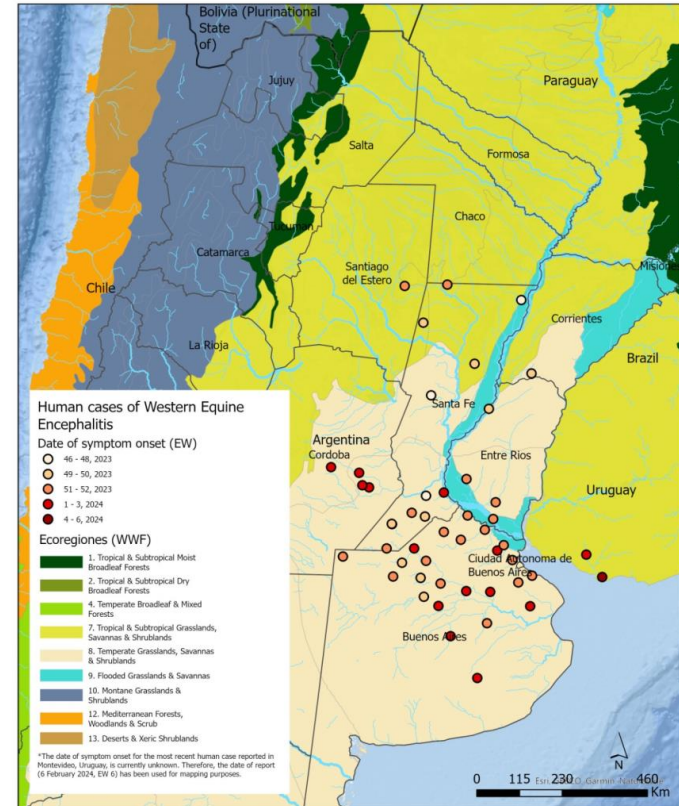 Bolivia (Plurinational
State
of)
Jujuy
Paraguay
Salta
Formosa
Chaco
Tucuman
Catamarca
Santiago
del Estero
Misiones
Chile
Corrientes
La Rioja
Brazil
Santa Fe
Human cases of Western Equine
Encephalitis
Date of symptom onset (EW)
46 - 48, 2023
49 - 50, 2023
51 - 52, 2023
1 - 3, 2024
4 - 6, 2024
Ecoregiones (WWF)
1. Tropical & Subtropical Moist
Broadleaf Forests
2. Tropical & Subtropical Dry
Broadleaf Forests
4. Temperate Broadleaf & Mixed
Forests
7. Tropical & Subtropical Grasslands,
Savannas & Shrublands
8. Temperate Grasslands, Savannas
& Shrublands
9. Flooded Grasslands & Savannas
10. Montane Grasslands &
Shrublands
12. Mediterranean Forests,
Woodlands & Scrub
13. Deserts & Xeric Shrublands
*The date of symptom onset for the most recent human case reported in
Montevideo, Uruguay, is currently unknown. Therefore, the date of report
(6 February 2024, EW 6) has been used for mapping purposes.
Argentina
Cordoba
Entre Rios
Uruguay
Ciudad Autonoma de
Buenos Aires
Buenos Aires
N
0 115 230 460
Km
Esri, Garmin,